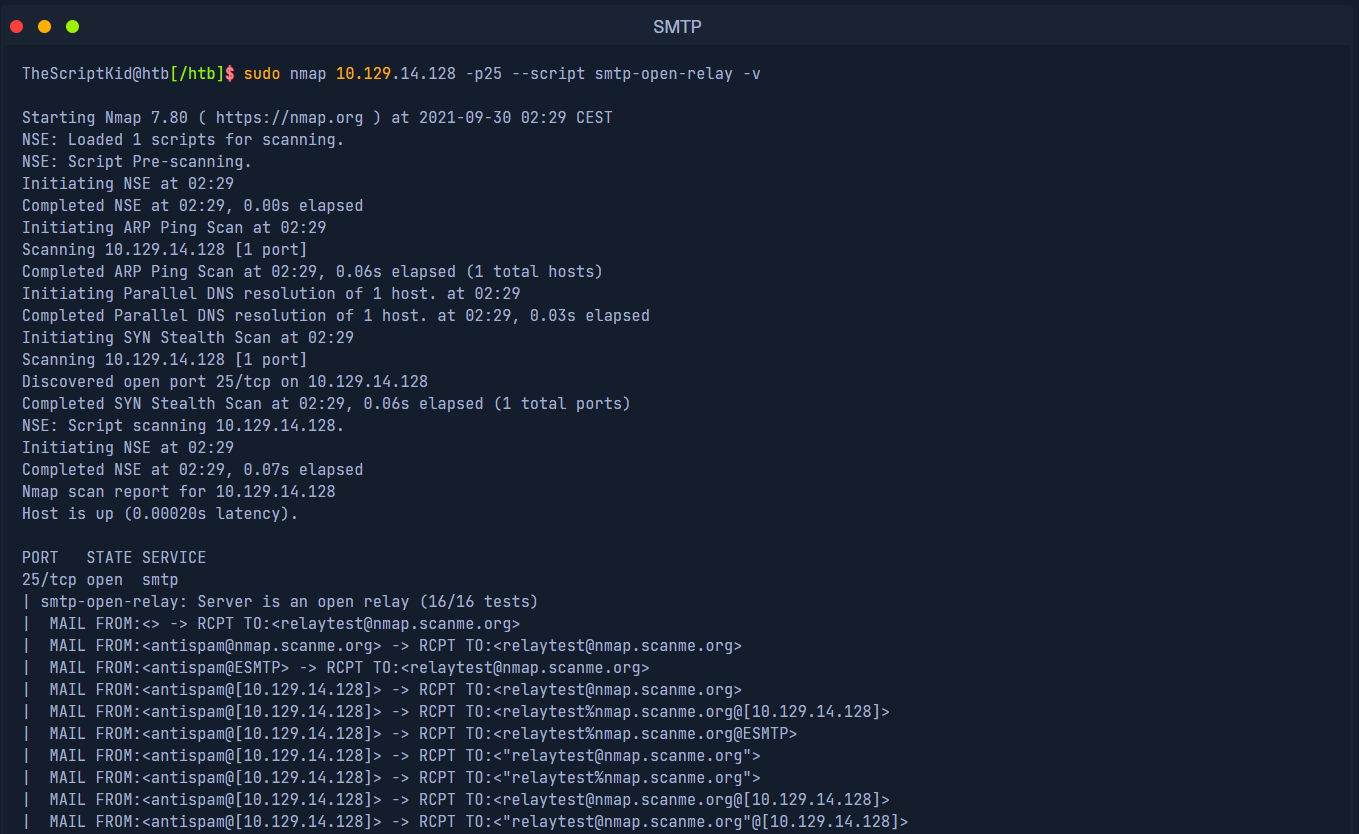 SMTP
TheScriptKid@htb[/htb]$ sudo nmap 10.129.14.128 -p25 --script smtp-open-relay -v
Starting Nmap 7.80 ( https://nmap.org ) at 2021-09-30 02:29 CEST
NSE: Loaded 1 scripts for scanning.
NSE: Script Pre-scanning.
Initiating NSE at 02:29
Completed NSE at 02:29, 0.00s elapsed
Initiating ARP Ping Scan at 02:29
Scanning 10.129.14.128 [1 port]
Completed ARP Ping Scan at 02:29, 0.06s elapsed (1 total hosts)
Initiating Parallel DNS resolution of 1 host. at 02:29
Completed Parallel DNS resolution of 1 host. at 02:29, 0.03s elapsed
Initiating SYN Stealth Scan at 02:29
Scanning 10.129.14.128 [1 port]
Discovered open port 25/tcp on 10.129.14.128
Completed SYN Stealth Scan at 02:29, 0.06s elapsed (1 total ports)
NSE: Script scanning 10.129.14.128.
Initiating NSE at 02:29
Completed NSE at 02:29, 0.07s elapsed
Nmap scan report for 10.129.14.128
Host is up (0.00020s latency).
PORT   STATE SERVICE
25/tcp open  smtp
| smtp-open-relay: Server is an open relay (16/16 tests)
|  MAIL FROM:<> -> RCPT TO:<relaytest@nmap.scanme.org>
|  MAIL FROM:<antispam@nmap.scanme.org> -> RCPT TO:<relaytest@nmap.scanme.org>
|  MAIL FROM:<antispam@ESMTP> -> RCPT TO:<relaytest@nmap.scanme.org>
|  MAIL FROM:<antispam@[10.129.14.128]> -> RCPT TO:<relaytest@nmap.scanme.org>
|  MAIL FROM:<antispam@[10.129.14.128]> -> RCPT TO:<relaytest%nmap.scanme.org@[10.129.14.128]>
|  MAIL FROM:<antispam@[10.129.14.128]> -> RCPT TO:<relaytest%nmap.scanme.org@ESMTP>
|  MAIL FROM:<antispam@[10.129.14.128]> -> RCPT TO:<"relaytest@nmap.scanme.org">
|  MAIL FROM:<antispam@[10.129.14.128]> -> RCPT TO:<"relaytest%nmap.scanme.org">
|  MAIL FROM:<antispam@[10.129.14.128]> -> RCPT TO:<relaytest@nmap.scanme.org@[10.129.14.128]>
|  MAIL FROM:<antispam@[10.129.14.128]> -> RCPT TO:<"relaytest@nmap.scanme.org"@[10.129.14.128]>